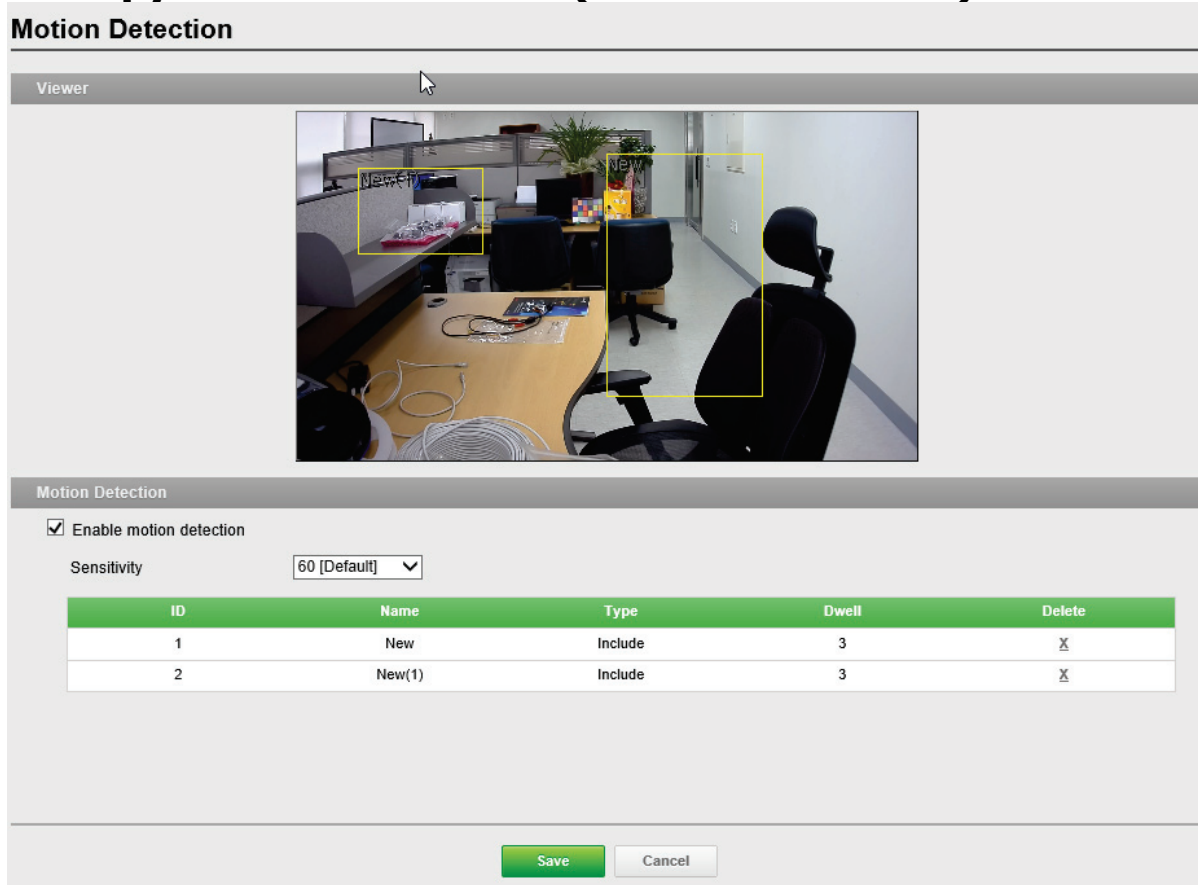 Motion Detection
Viewer
New(1)
New
Motion Detection
Enable motion detection
Sensitivity 60 [Default]
ID Name Type Dwell Delete
1 New Include 3 X
2 New(1) Include 3 X
Save Cancel